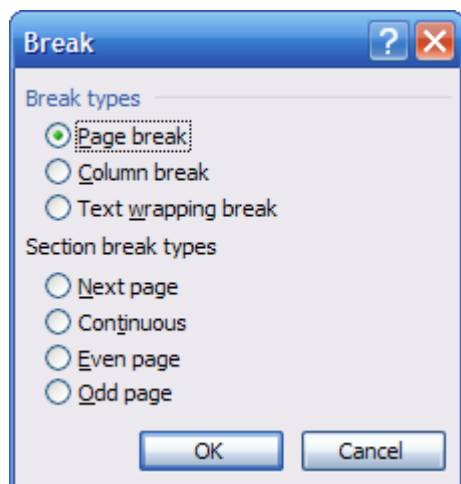 Break
Break types
Page break
Column break
Text wrapping break
Section break types
Next page
Continuous
Even page
Odd page
OK Cancel